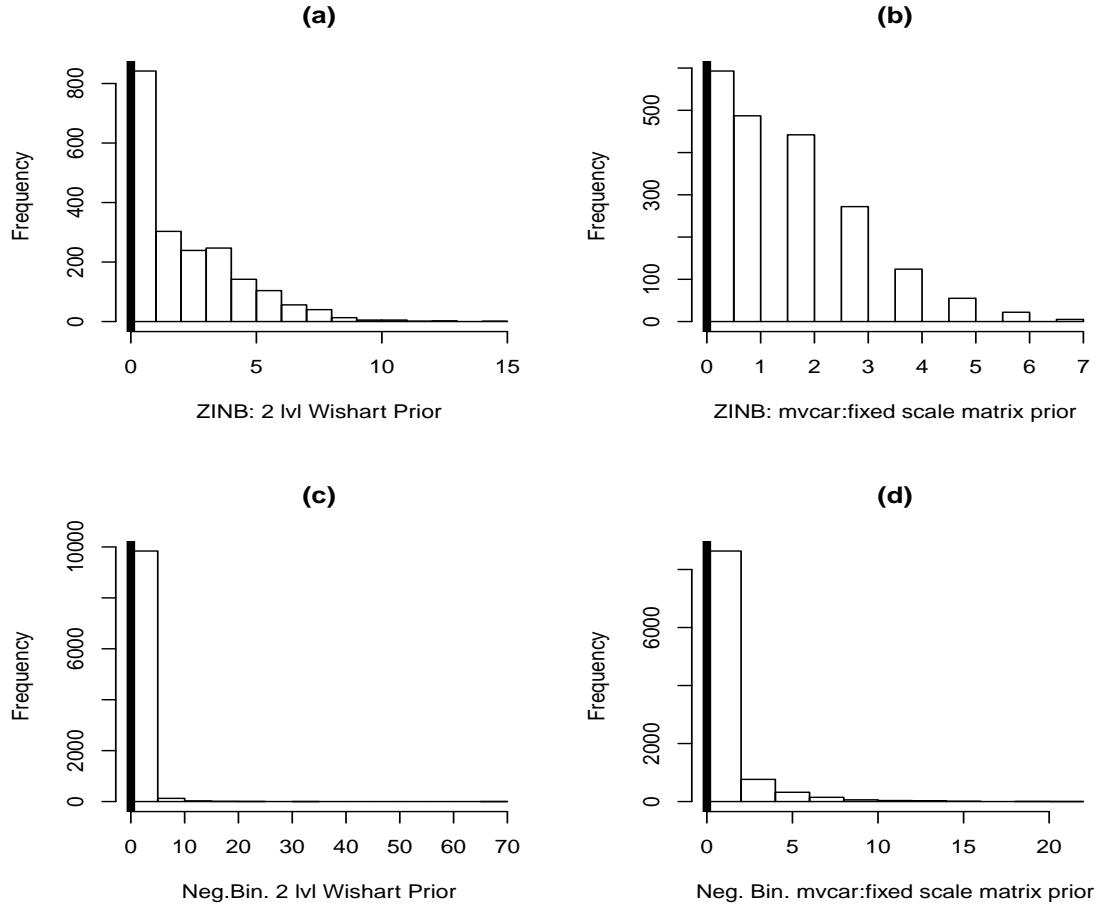 (a)
Frequency
0 200 400 600 800
0 5 10 15
ZINB: 2 lvl Wishart Prior
(b)
Frequency
0 100 300 500
0 1 2 3 4 5 6 7
ZINB: mvcar:fixed scale matrix prior
(c)
Frequency
0 2000 6000 10000
0 10 20 30 40 50 60 70
Neg.Bin. 2 lvl Wishart Prior
(d)
Frequency
0 2000 6000
0 5 10 15 20
Neg. Bin. mvcar:fixed scale matrix prior